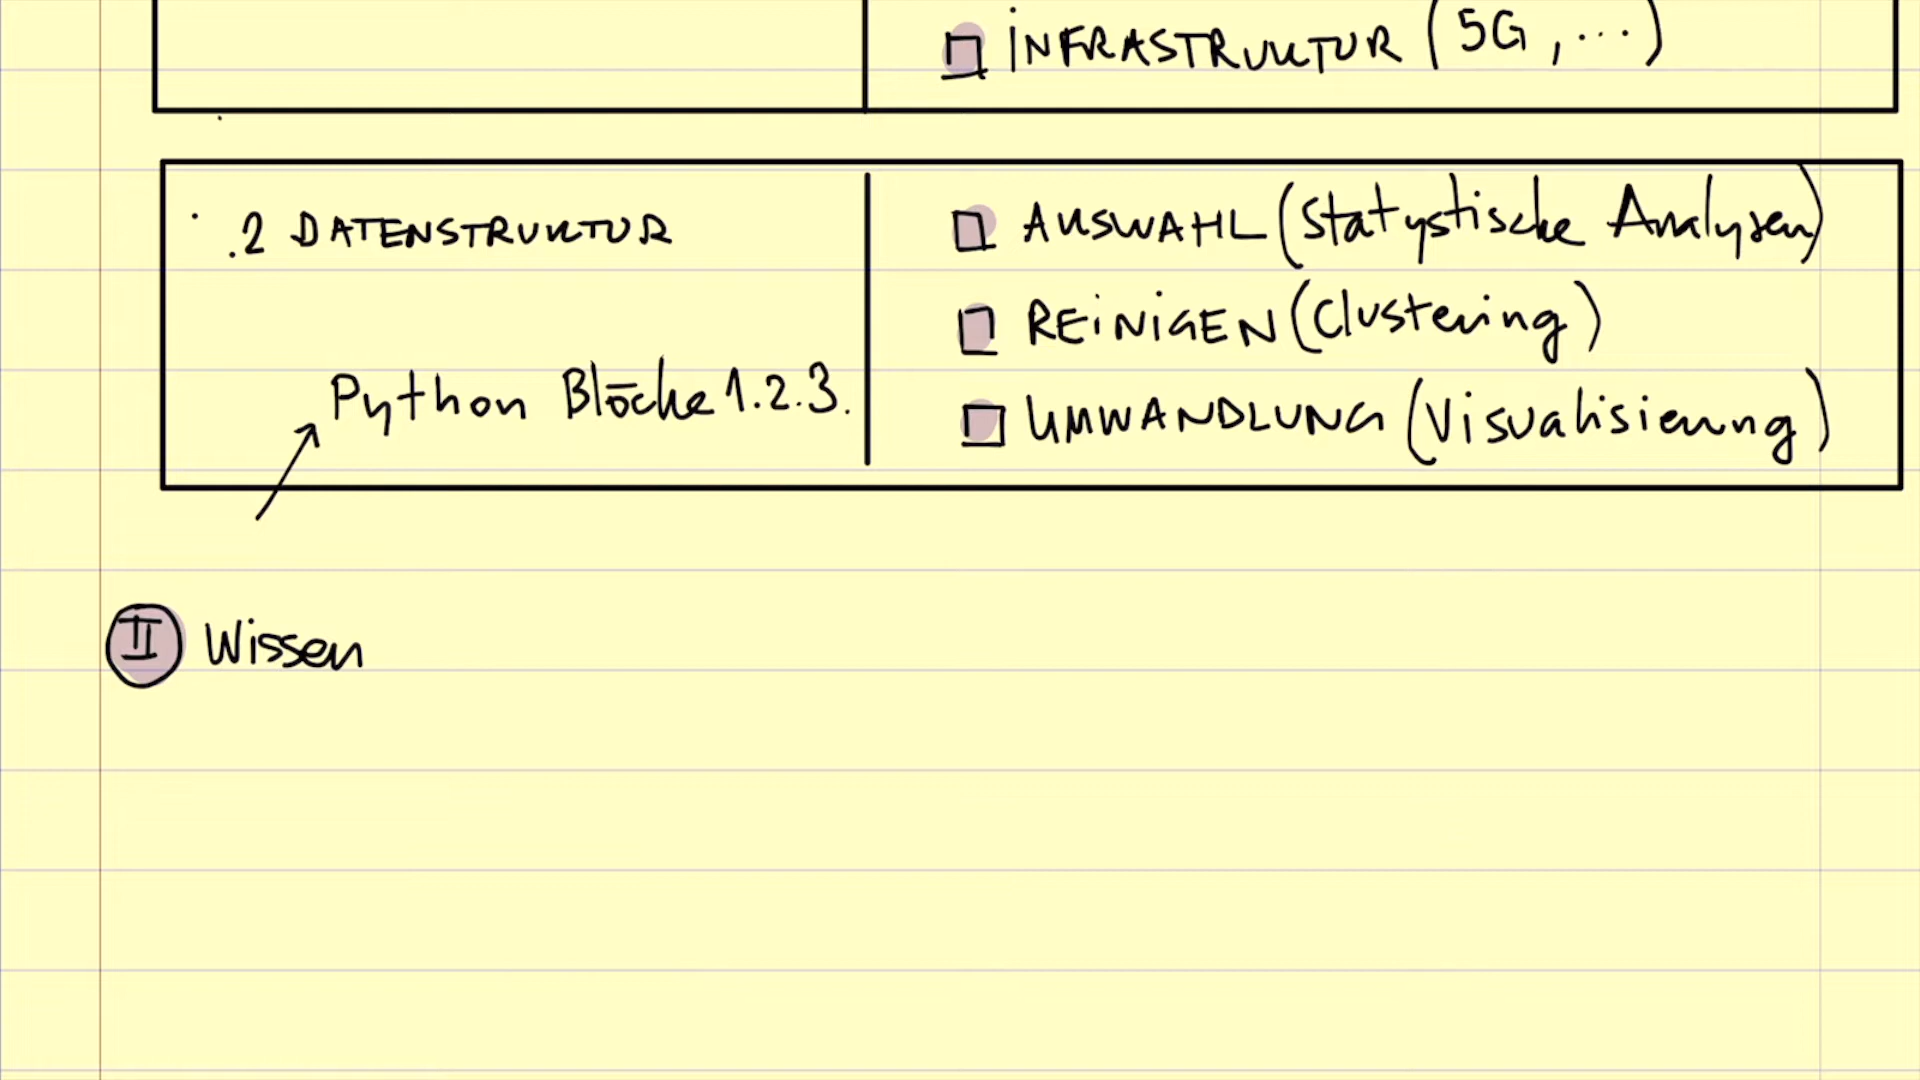 INFRASTRUKTUR (5G, ...)
.2 DATENSTRUKTUR
Python Blöcke 1.2.3.
AUSWAHL (Statystische Analysen)
REINIGEN (Clustering)
UMWANDLUNG (Visualisierung)
II Wissen